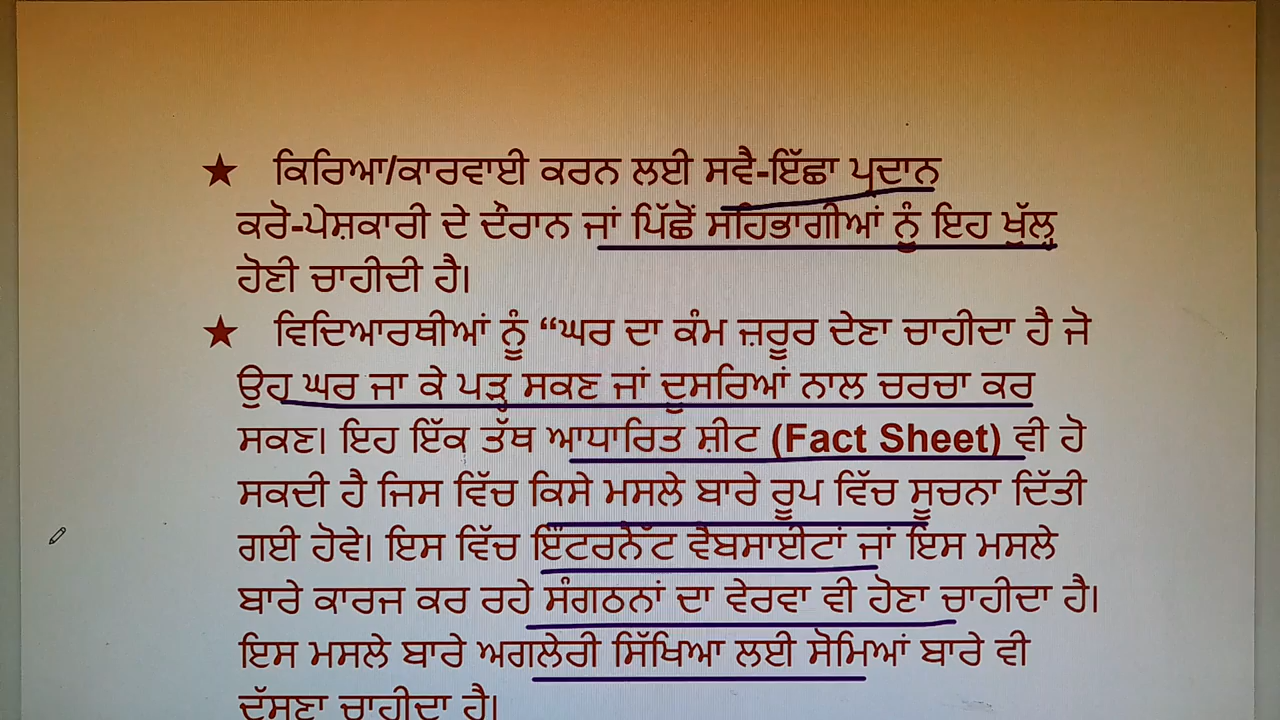 ★ ਕਿਰਿਆ/ਕਾਰਵਾਈ ਕਰਨ ਲਈ ਸਵੈ-ਇੱਛਾ ਪ੍ਰਦਾਨ
ਕਰੋ-ਪੇਸ਼ਕਾਰੀ ਦੇ ਦੌਰਾਨ ਜਾਂ ਪਿੱਛੋਂ ਸਹਿਭਾਗੀਆਂ ਨੂੰ ਇਹ ਖੁੱਲ੍ਹ
ਹੋਣੀ ਚਾਹੀਦੀ ਹੈ।
★ ਵਿਦਿਆਰਥੀਆਂ ਨੂੰ “ਘਰ ਦਾ ਕੰਮ ਜ਼ਰੂਰ ਦੇਣਾ ਚਾਹੀਦਾ ਹੈ ਜੋ
ਉਹ ਘਰ ਜਾ ਕੇ ਪੜ੍ਹ ਸਕਣ ਜਾਂ ਦੂਸਰਿਆਂ ਨਾਲ ਚਰਚਾ ਕਰ
ਸਕਣ। ਇਹ ਇੱਕ ਤੱਥ ਆਧਾਰਿਤ ਸ਼ੀਟ (Fact Sheet) ਵੀ ਹੋ
ਸਕਦੀ ਹੈ ਜਿਸ ਵਿੱਚ ਕਿਸੇ ਮਸਲੇ ਬਾਰੇ ਰੂਪ ਵਿੱਚ ਸੂਚਨਾ ਦਿੱਤੀ
ਗਈ ਹੋਵੇ। ਇਸ ਵਿੱਚ ਇੰਟਰਨੈੱਟ ਵੈਬਸਾਈਟਾਂ ਜਾਂ ਇਸ ਮਸਲੇ
ਬਾਰੇ ਕਾਰਜ ਕਰ ਰਹੇ ਸੰਗਠਨਾਂ ਦਾ ਵੇਰਵਾ ਵੀ ਹੋਣਾ ਚਾਹੀਦਾ ਹੈ।
ਇਸ ਮਸਲੇ ਬਾਰੇ ਅਗਲੇਰੀ ਸਿੱਖਿਆ ਲਈ ਸੋਮਿਆਂ ਬਾਰੇ ਵੀ
ਦੱਸਣਾ ਚਾਹੀਦਾ ਹੈ।